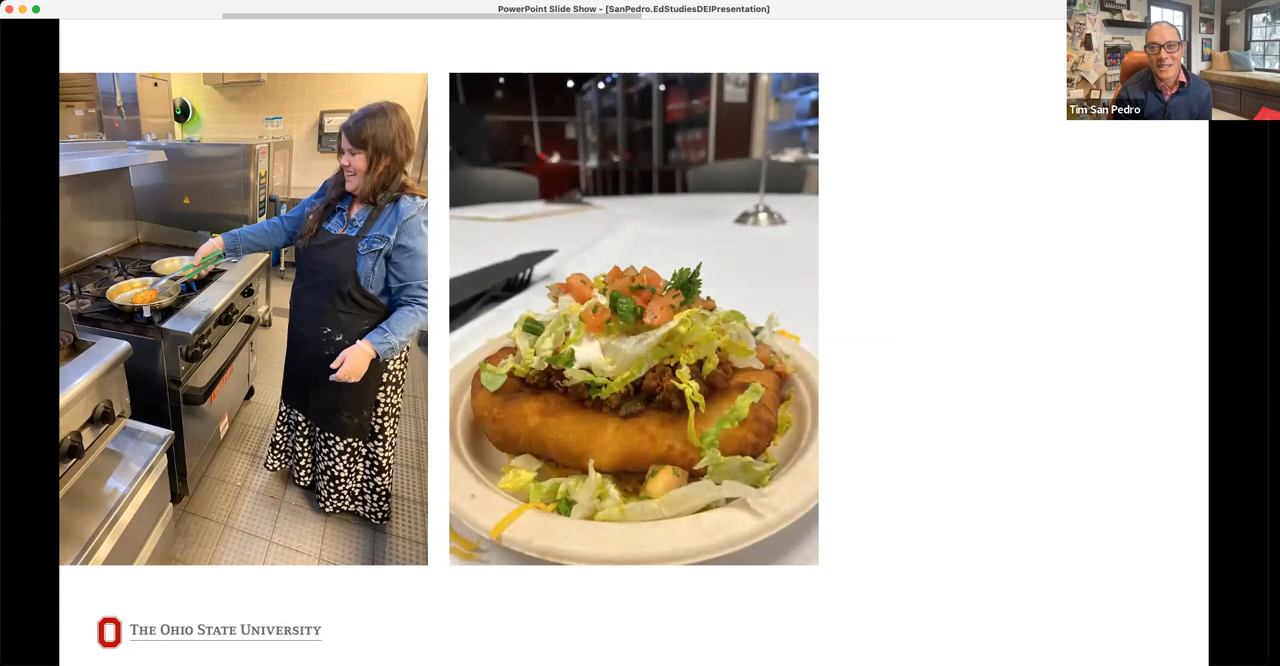 PowerPoint Slide Show - [SanPedro.EdStudiesDEIPresentation]
Tim San Pedro
THE OHIO STATE UNIVERSITY